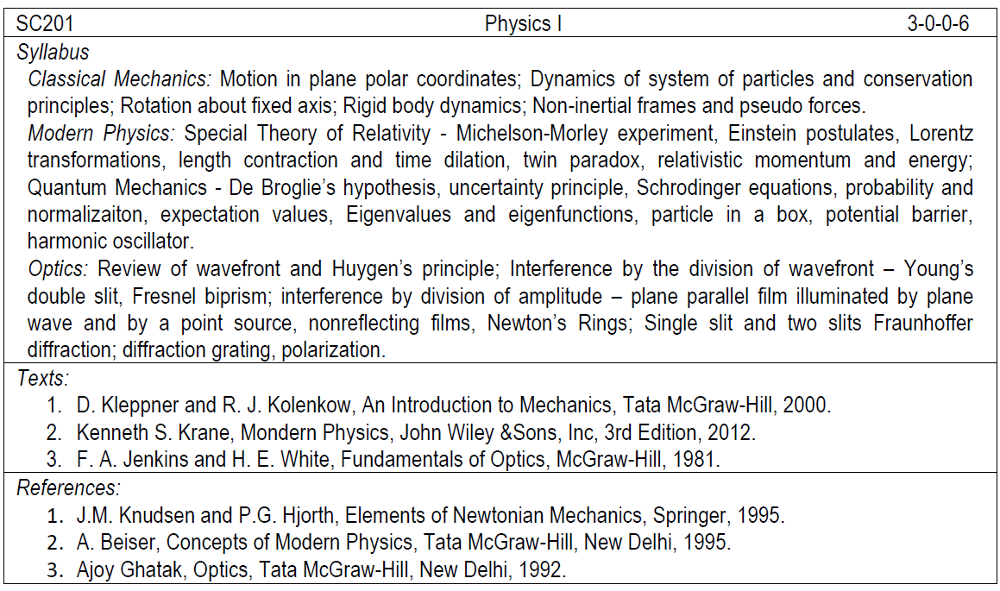 SC201 Physics I 3-0-0-6
Syllabus
Classical Mechanics: Motion in plane polar coordinates; Dynamics of system of particles and conservation
principles; Rotation about fixed axis; Rigid body dynamics; Non-inertial frames and pseudo forces.
Modern Physics: Special Theory of Relativity - Michelson-Morley experiment, Einstein postulates, Lorentz
transformations, length contraction and time dilation, twin paradox, relativistic momentum and energy;
Quantum Mechanics - De Broglie’s hypothesis, uncertainty principle, Schrodinger equations, probability and
normalizaiton, expectation values, Eigenvalues and eigenfunctions, particle in a box, potential barrier,
harmonic oscillator.
Optics: Review of wavefront and Huygen’s principle; Interference by the division of wavefront – Young’s
double slit, Fresnel biprism; interference by division of amplitude – plane parallel film illuminated by plane
wave and by a point source, nonreflecting films, Newton’s Rings; Single slit and two slits Fraunhoffer
diffraction; diffraction grating, polarization.
Texts:
1. D. Kleppner and R. J. Kolenkow, An Introduction to Mechanics, Tata McGraw-Hill, 2000.
2. Kenneth S. Krane, Mondern Physics, John Wiley &Sons, Inc, 3rd Edition, 2012.
3. F. A. Jenkins and H. E. White, Fundamentals of Optics, McGraw-Hill, 1981.
References:
1. J.M. Knudsen and P.G. Hjorth, Elements of Newtonian Mechanics, Springer, 1995.
2. A. Beiser, Concepts of Modern Physics, Tata McGraw-Hill, New Delhi, 1995.
3. Ajoy Ghatak, Optics, Tata McGraw-Hill, New Delhi, 1992.